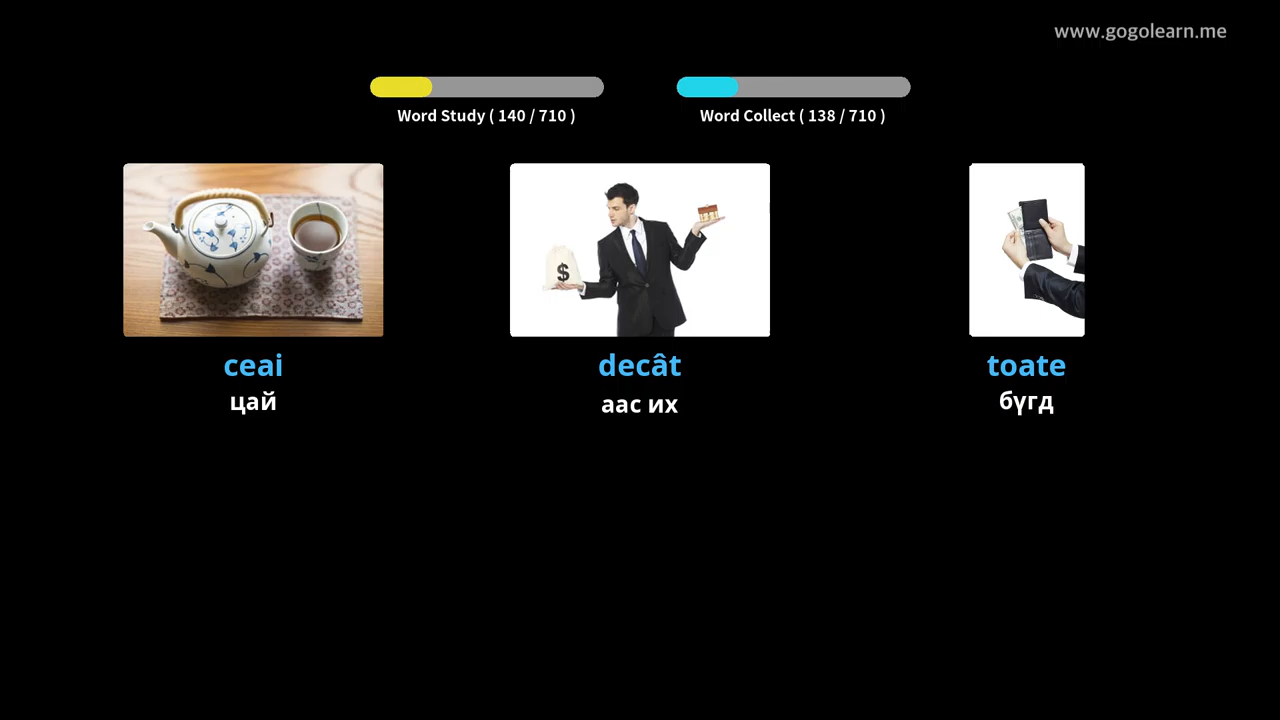 www.gogolearn.me
Word Study ( 140 / 710 )
Word Collect ( 138 / 710 )
$
ceai
decât
toate
цай
аас их
бүгд